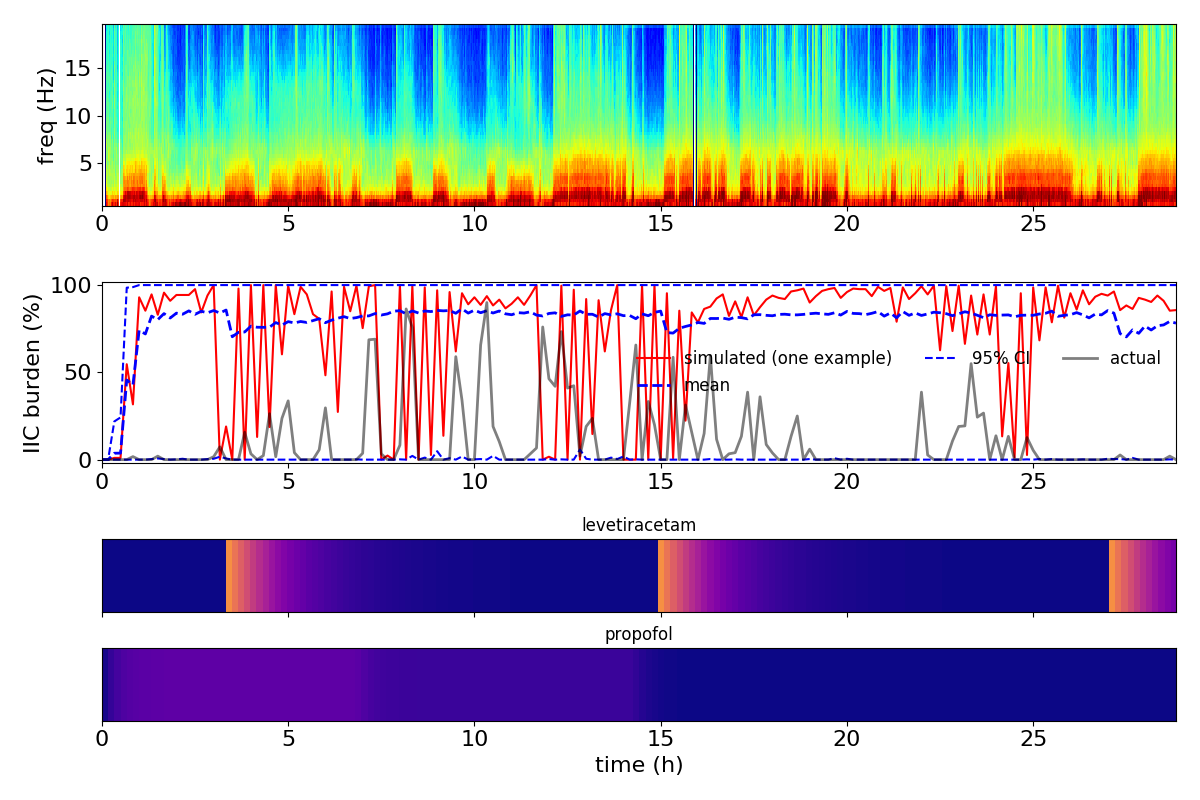 freq (Hz)
15
10
5
0 5 10 15 20 25
IIC burden (%)
100
50
0
simulated (one example) 95% CI actual
mean
0 5 10 15 20 25
levetiracetam
propofol
0 5 10 15 20 25
time (h)